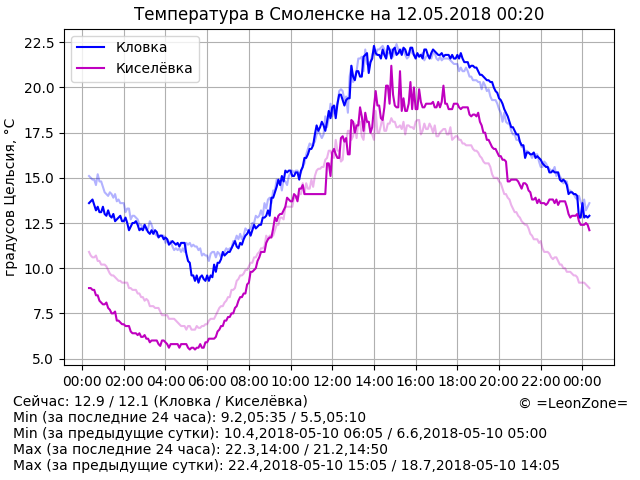 Температура в Смоленске на 12.05.2018 00:20
градусов Цельсия, °C
22.5
20.0
17.5
15.0
12.5
10.0
7.5
5.0
Кловка
Киселёвка
00:00 02:00 04:00 06:00 08:00 10:00 12:00 14:00 16:00 18:00 20:00 22:00 00:00
Сейчас: 12.9 / 12.1 (Кловка / Киселёвка)
© =LeonZone=
Min (за последние 24 часа): 9.2,05:35 / 5.5,05:10
Min (за предыдущие сутки): 10.4,2018-05-10 06:05 / 6.6,2018-05-10 05:00
Max (за последние 24 часа): 22.3,14:00 / 21.2,14:50
Max (за предыдущие сутки): 22.4,2018-05-10 15:05 / 18.7,2018-05-10 14:05